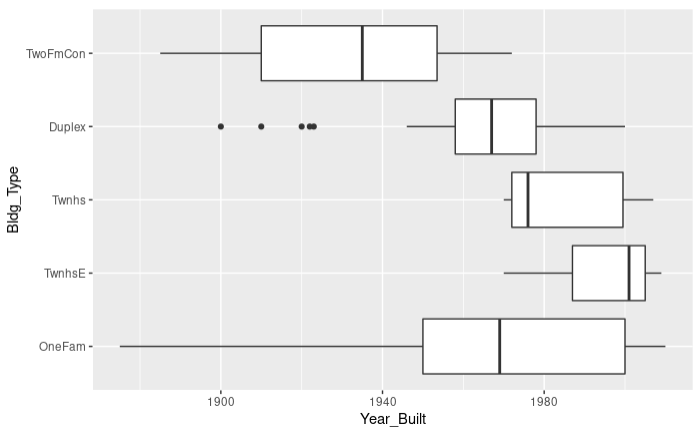 TwoFmCon
Duplex
Twnhs
TwnhsE
OneFam
Bldg_Type
1900
1940
1980
Year_Built